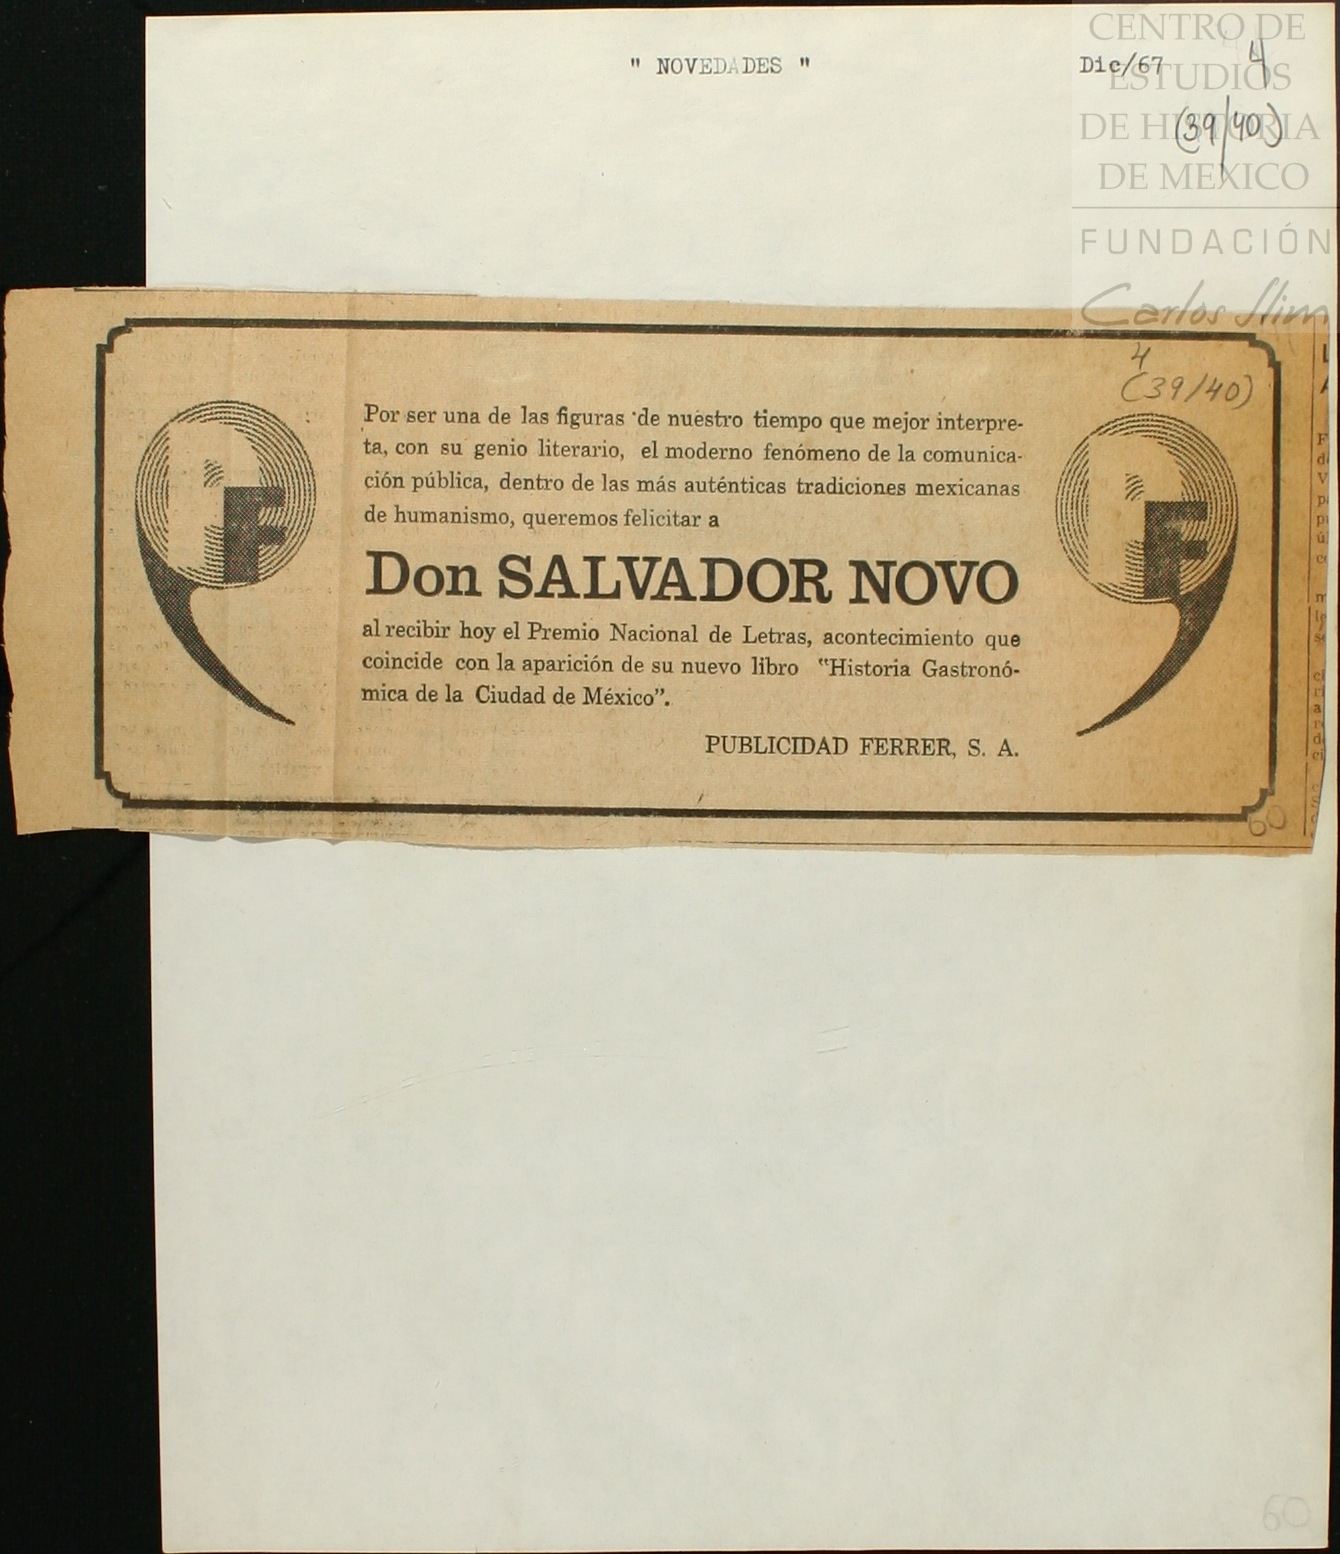 CENTRO DE
ESTUDIOS
DE HISTORIA
DE MEXICO
FUNDACIÓN
Carlos Slim
" NOVEDADES "
Dic/67
4
(39/40)
4
(39/40)
PF
PF
Por ser una de las figuras de nuestro tiempo que mejor interpre-
ta, con su genio literario, el moderno fenómeno de la comunica-
ción pública, dentro de las más auténticas tradiciones mexicanas
de humanismo, queremos felicitar a
Don SALVADOR NOVO
al recibir hoy el Premio Nacional de Letras, acontecimiento que
coincide con la aparición de su nuevo libro "Historia Gastronó-
mica de la Ciudad de México".
PUBLICIDAD FERRER, S. A.
60
60